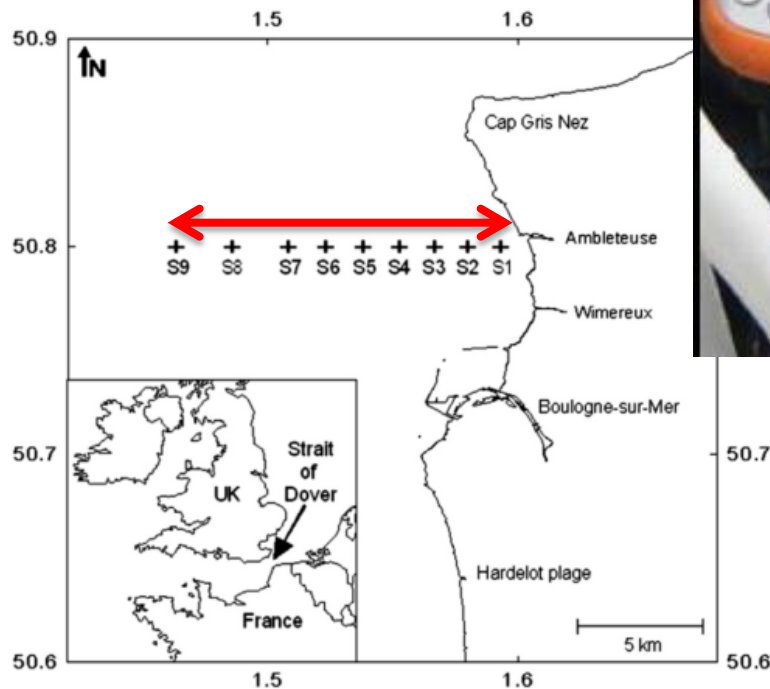 1.5 1.6
50.9
N
Cap Gris Nez
50.8
Ambleteuse
S9 S8 S7 S6 S5 S4 S3 S2 S1
Wimereux
Boulogne-sur-Mer
50.7 50.7
Strait
of
Dover
UK
France
Hardelot plage
5 km
50.6 50.6
1.5 1.6